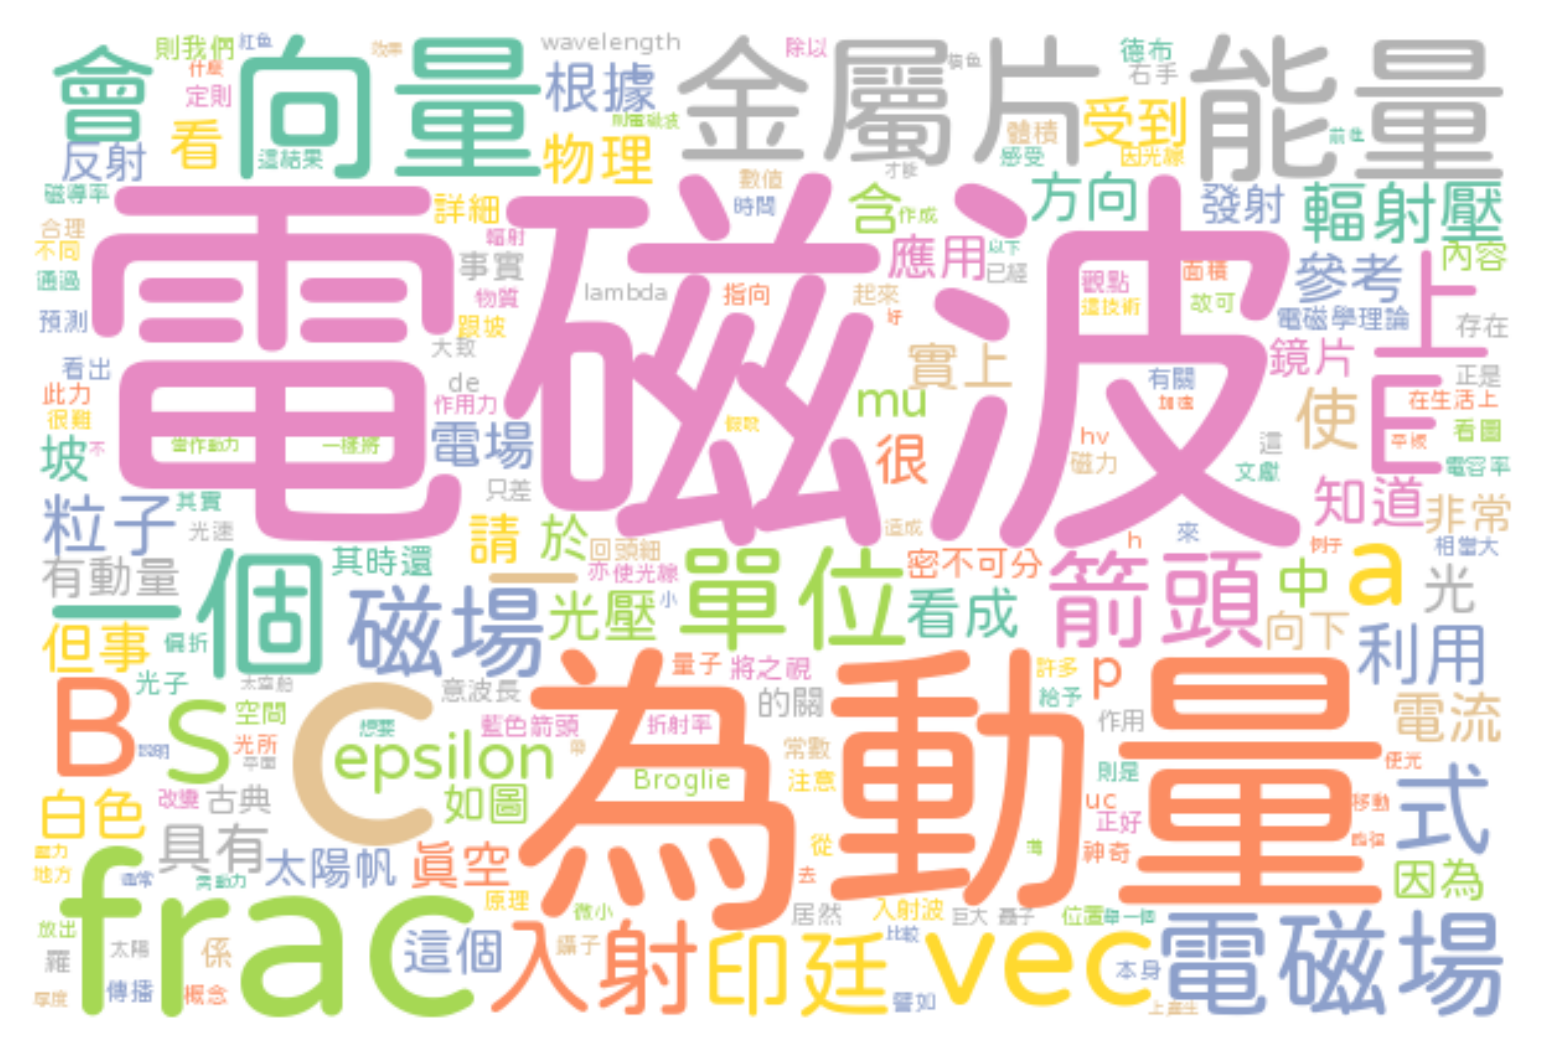 會
向量
則我們
紅色
效果
wavelength
除以
德布
右手
能量
什麼
定則
根據
金屬片
受到
看
反射
這結果
物理
體積
感受
因光線
才能
磁導率
詳細
數值
時間
含
作成
方向
發射
輻射壓
合理
不同
輻射
事實
應用
以下
已經
內容
通過
物質
lambda
指向
起來
好
觀點
面積
這技術
故可
參考
上
預測
電磁波
跟坡
大致
電磁學理論
存在
看出
de
作用力
實上
有關
加速
鏡片
正是
此力
很難
mu
使
E
在生活上
看圖
坡
不
當作動力
一樣將
電場
很
hv
磁力
這
文獻
電容率
粒子
其實
光速
只差
知道
非常
請
於
造成
h
來
例子
相當大
有動量
其時還
回頭細
亦使光線
密不可分
箭頭
中
a
光
一個
磁場
一
光壓
小
單位
看成
向下
但事
偏折
利用
光子
太空船
意波長
量子
將之視
許多
p
B
S
空間
C
想要
藍色箭頭
折射率
的關
給予
作用
電流
光所
epsilon
帶
Broglie
常數
注意
為動量
則是
便光
白色
改變
古典
如圖
uc
正好
移動
式
具有
太陽帆
真空
從
去
神奇
因為
地方
通常
frac
原理
微小
居然
入射波
巨大
位置
舉一個
放出
羅
太陽
係
這個
入射
鑷子
印廷
比較
vec
本身
電磁場
厚度
傳播
概念
譬如
上產生